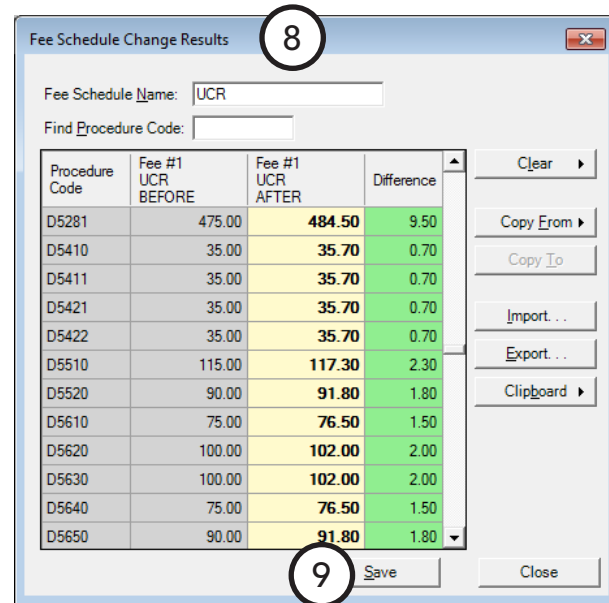 Fee Schedule Change Results 8
Fee Schedule Name: UCR
Find Procedure Code:
Procedure Code Fee #1 UCR BEFORE Fee #1 UCR AFTER Difference Clear
D5281 475.00 484.50 9.50 Copy From
D5410 35.00 35.70 0.70
D5411 35.00 35.70 0.70 Copy To
D5421 35.00 35.70 0.70
D5422 35.00 35.70 0.70 Import. . .
D5510 115.00 117.30 2.30 Export. . .
D5520 90.00 91.80 1.80 Clipboard
D5610 75.00 76.50 1.50
D5620 100.00 102.00 2.00
D5630 100.00 102.00 2.00
D5640 75.00 76.50 1.50
D5650 90.00 91.80 1.80
9 Save Close